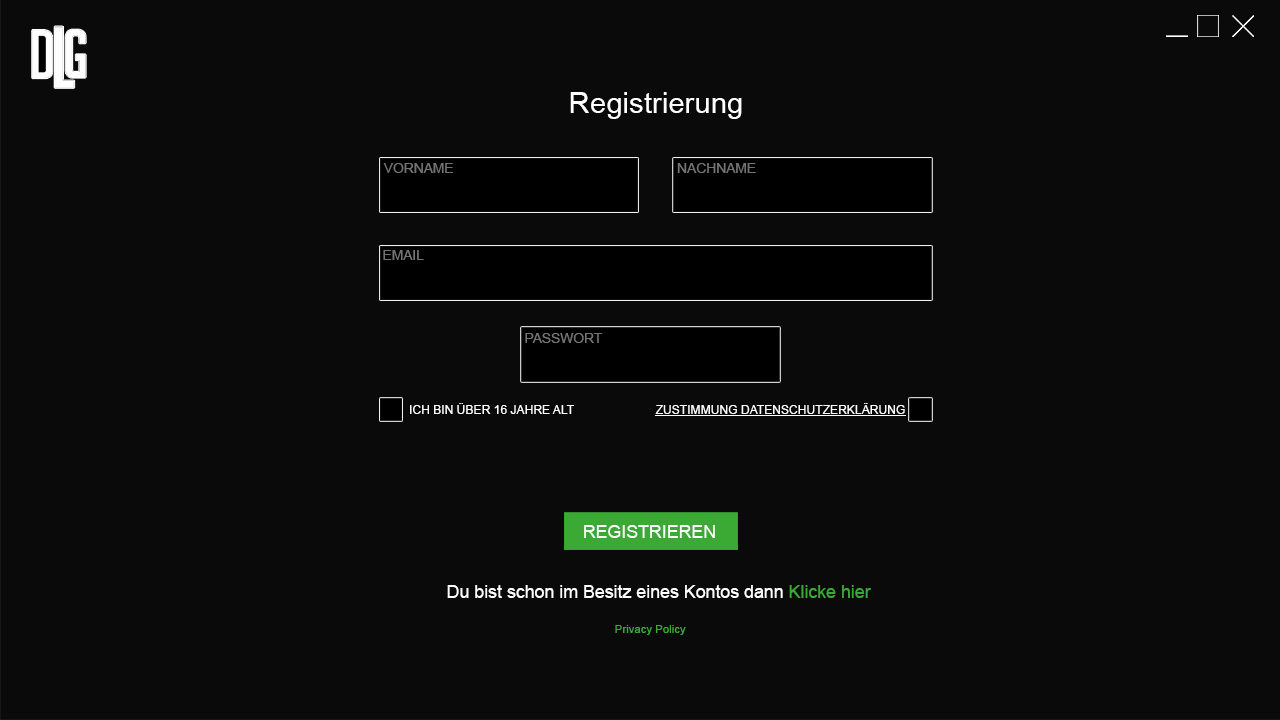 DLG
Registrierung
VORNAME NACHNAME
EMAIL
PASSWORT
ICH BIN ÜBER 16 JAHRE ALT ZUSTIMMUNG DATENSCHUTZERKLÄRUNG
REGISTRIEREN
Du bist schon im Besitz eines Kontos dann Klicke hier
Privacy Policy